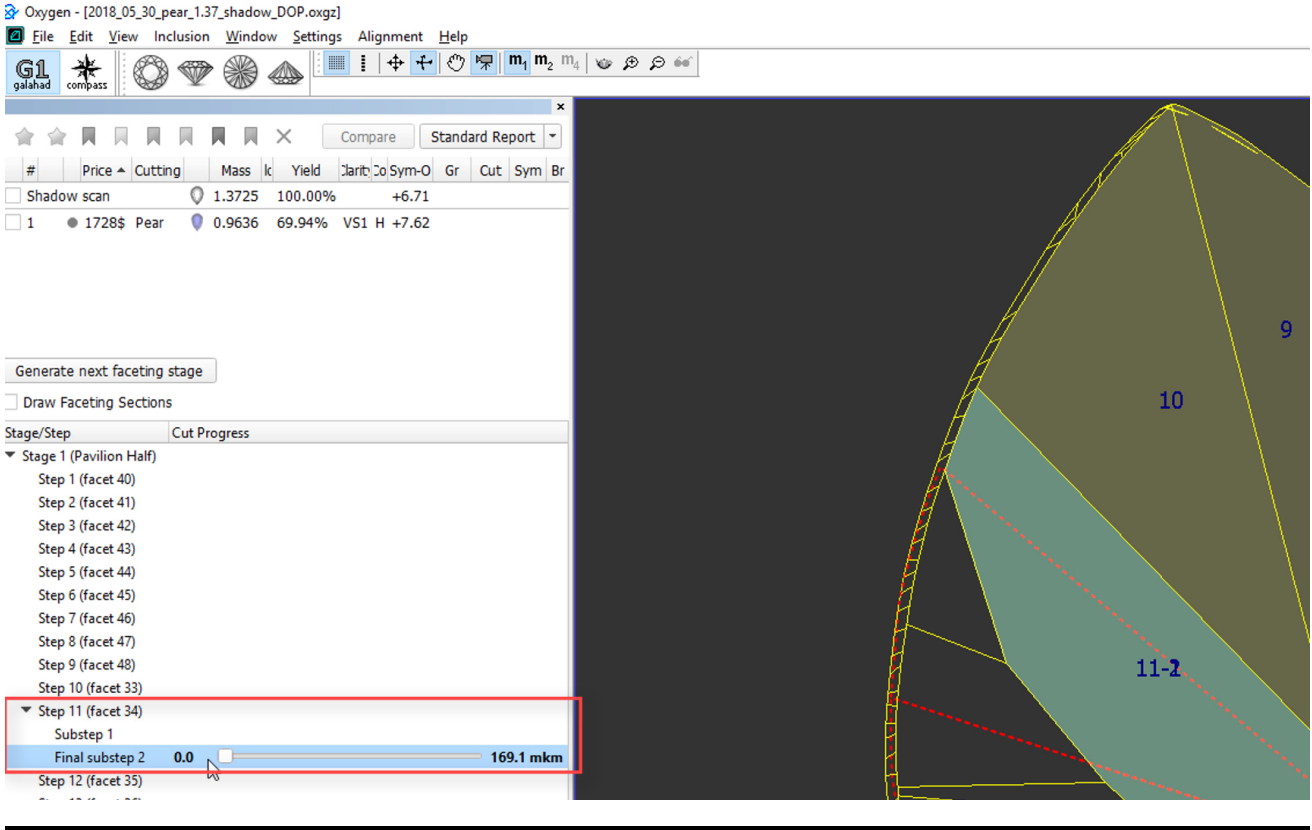 Oxygen - [2018_05_30_pear_1.37_shadow_DOP.oxgz]
File Edit View Inclusion Window Settings Alignment Help
G1 galahad compass m1 m2 m4
Compare Standard Report
# Price Cutting Mass Yield Sym-O Gr Cut Sym Br
Shadow scan 1.3725 100.00% +6.71
1 1728$ Pear 0.9636 69.94% VS1 H +7.62
Generate next faceting stage
Draw Faceting Sections
Stage/Step Cut Progress
Stage 1 (Pavilion Half)
Step 1 (facet 40)
Step 2 (facet 41)
Step 3 (facet 42)
Step 4 (facet 43)
Step 5 (facet 44)
Step 6 (facet 45)
Step 7 (facet 46)
Step 8 (facet 47)
Step 9 (facet 48)
Step 10 (facet 33)
Step 11 (facet 34)
Substep 1
Final substep 2 0.0 169.1 mkm
Step 12 (facet 35)
9
10